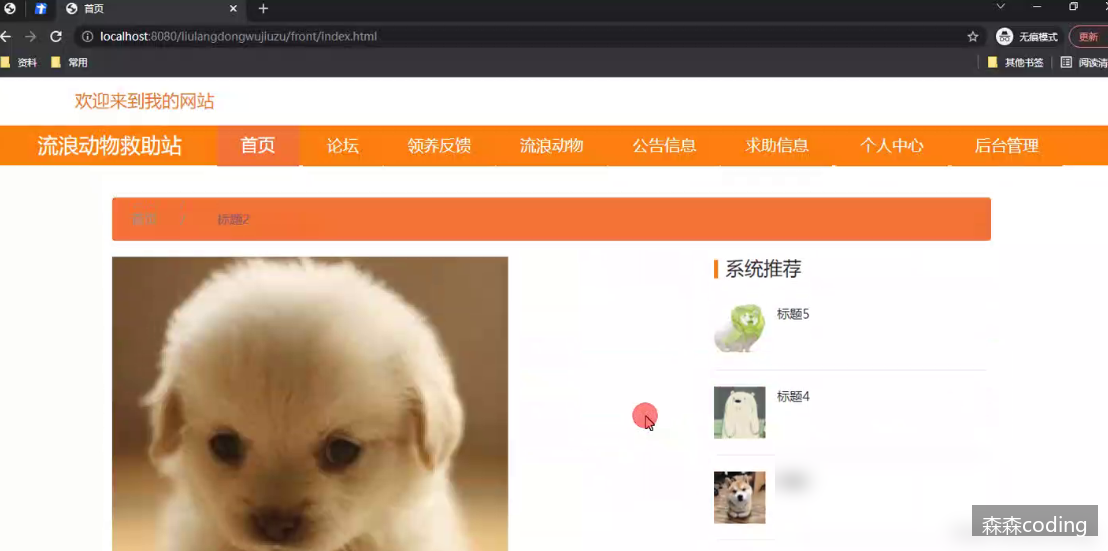 首页
localhost:8080/liulangdongwujiuzu/front/index.html
无痕模式
更新
资料
常用
其他书签
阅读清
欢迎来到我的网站
流浪动物救助站 首页 论坛 领养反馈 流浪动物 公告信息 求助信息 个人中心 后台管理
首页 / 标题2
系统推荐
标题5
标题4
森森coding